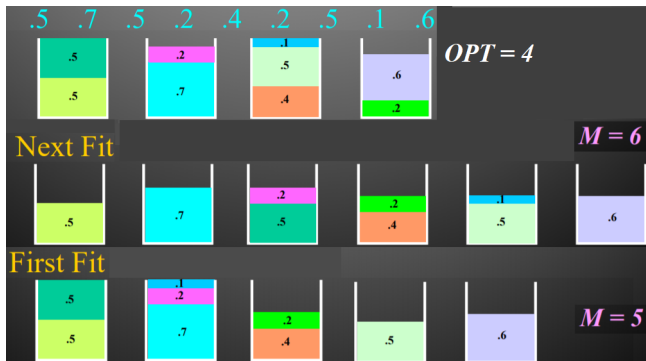 .5 .7 .5 .2 .4 .2 .5 .1 .6
OPT = 4
.5 .2 .1 .6
.5 .7 .5 .2
.4
Next Fit
M = 6
.5 .7 .2 .2 .1 .6
.5 .4 .5
First Fit
.5 .1 .2 .5 .6
.5 .2 .4
.7
M = 5